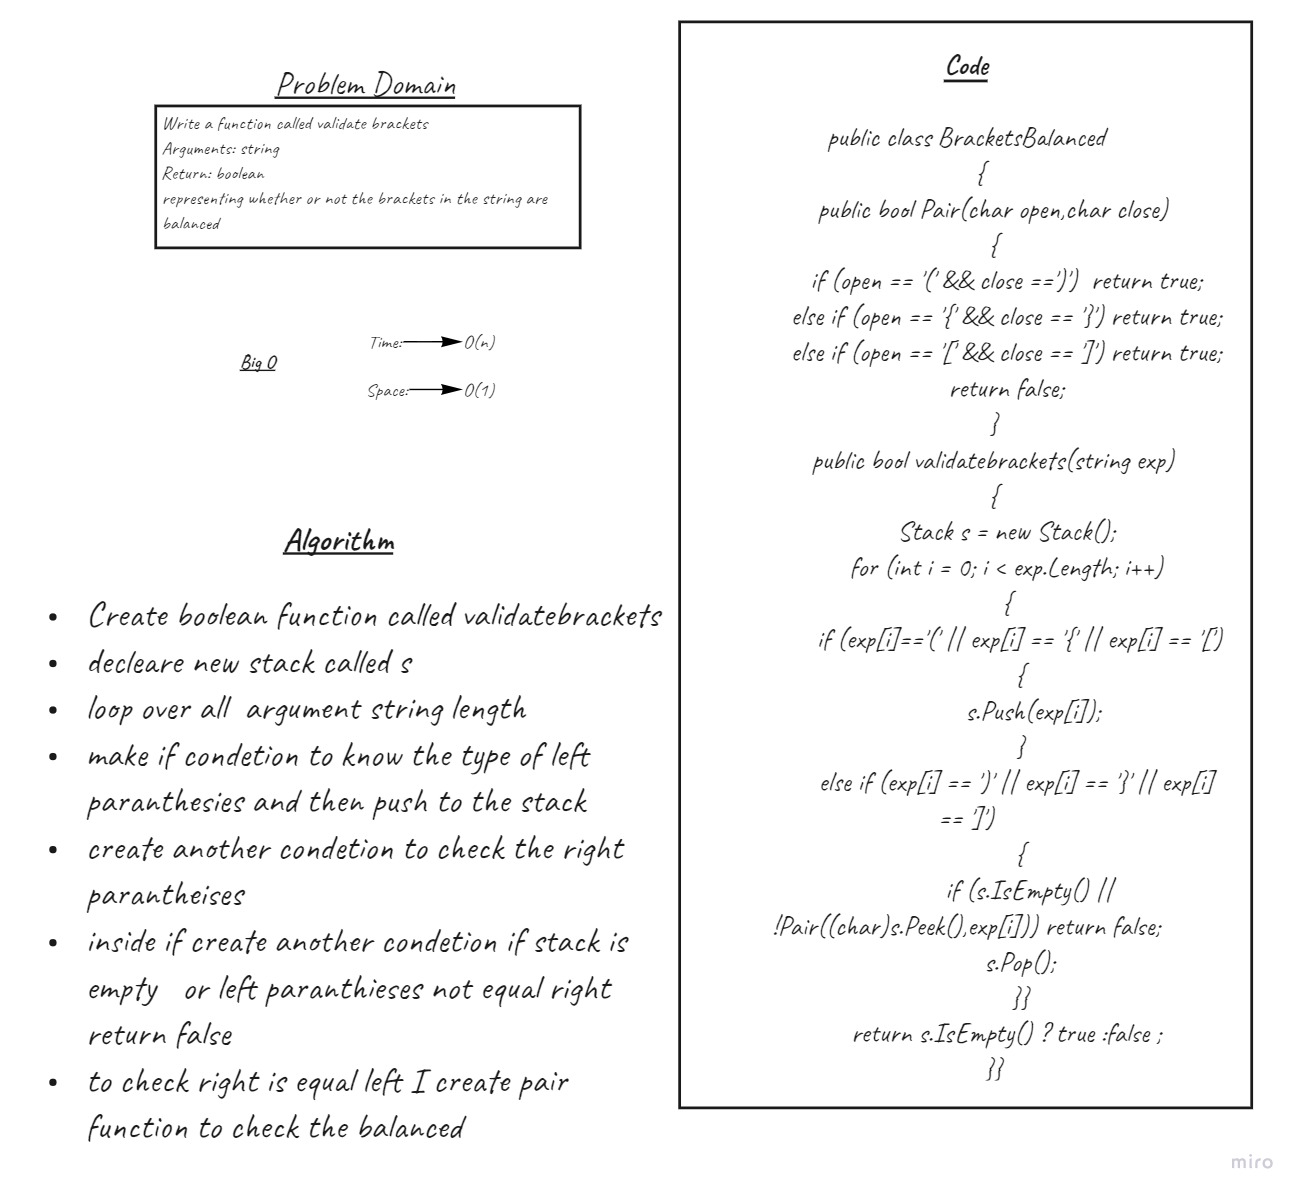 Problem Domain
Write a function called validate brackets
Arguments: string
Return: boolean
representing whether or not the brackets in the string are
balanced
Big O
Time: O(n)
Space: O(1)
Algorithm
• Create boolean function called validatebrackets
• decleare new stack called s
• loop over all argument string length
• make if condetion to know the type of left
paranthesies and then push to the stack
• create another condetion to check the right
parantheises
• inside if create another condetion if stack is
empty or left paranthieses not equal right
return false
• to check right is equal left I create pair
function to check the balanced
Code
public class BracketsBalanced
{
public bool Pair(char open,char close)
{
if (open == '(' && close ==')') return true;
else if (open == '{' && close == '}') return true;
else if (open == '[' && close == ']') return true;
return false;
}
public bool validatebrackets(string exp)
{
Stack s = new Stack();
for (int i = 0; i < exp.Length; i++)
{
if (exp[i]=='(' || exp[i] == '{' || exp[i] == '[')
{
s.Push(exp[i]);
}
else if (exp[i] == ')' || exp[i] == '}' || exp[i]
== ']')
{
if (s.IsEmpty() ||
!Pair((char)s.Peek(),exp[i])) return false;
s.Pop();
}}
return s.IsEmpty() ? true :false ;
}}
miro